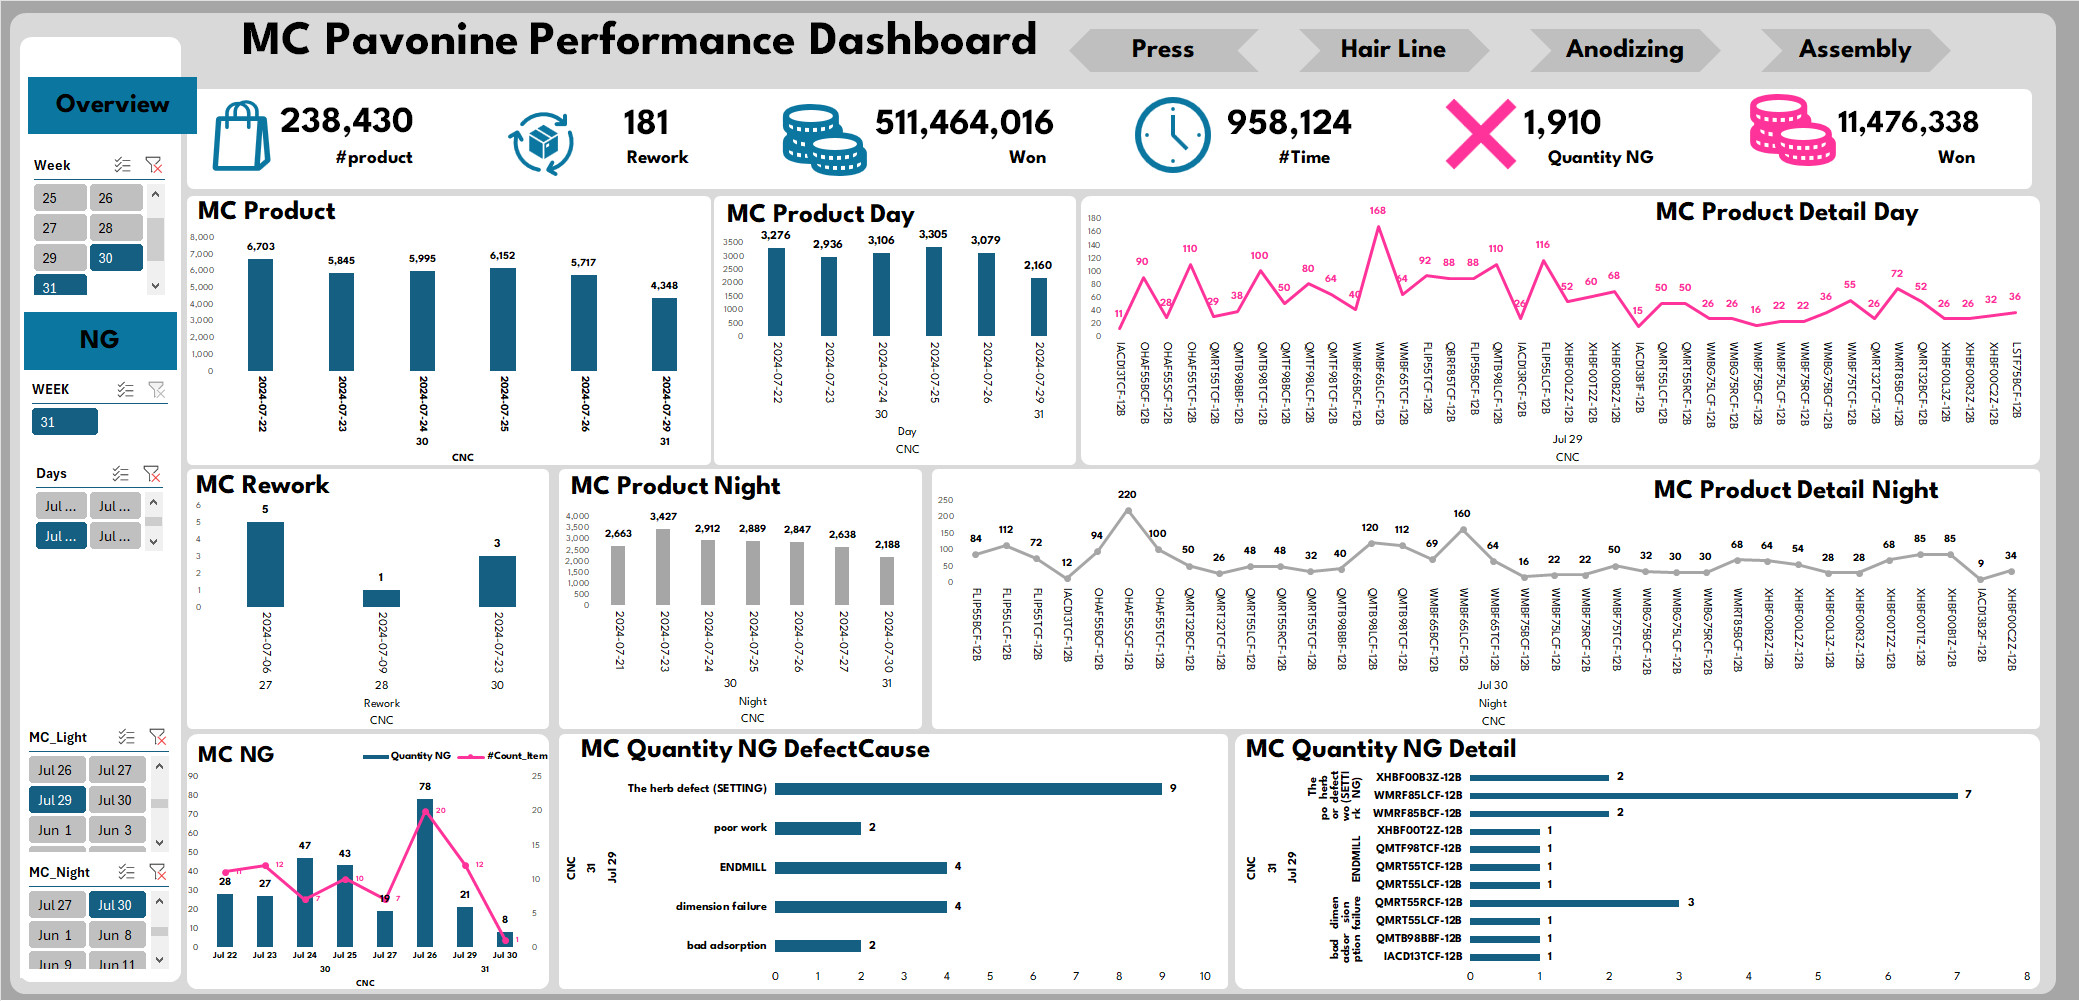 MC Pavonine Performance Dashboard
Press
Hair Line
Anodizing
Assembly
Overview
238,430
#product
181
Rework
511,464,016
Won
958,124
#Time
1,910
Quantity NG
11,476,338
Won
Week
25 26
27 28
29 30
31
NG
WEEK
31
Days
Jul ... Jul ...
Jul ... Jul ...
MC_Light
Jul 26 Jul 27
Jul 29 Jul 30
Jun 1 Jun 3
MC_Night
Jul 27 Jul 30
Jun 1 Jun 8
Jun 9 Jun 11
MC Product
8,000
7,000
6,000
5,000
4,000
3,000
2,000
1,000
0
6,703 5,845 5,995 6,152 5,717 4,348
2024-07-22 2024-07-23 2024-07-24 2024-07-25 2024-07-26 2024-07-29
30 31
CNC
MC Product Day
3500
3000
2500
2000
1500
1000
500
0
3,276 2,936 3,106 3,305 3,079 2,160
2024-07-22 2024-07-23 2024-07-24 2024-07-25 2024-07-26 2024-07-29
30 31
Day
CNC
MC Product Detail Day
180
160
140
120
100
80
60
40
20
0
11 90 28 110 29 38 100 50 80 64 40 168 64 92 88 88 110 26 116 52 60 68 15 50 50 26 26 16 22 22 36 55 26 72 52 26 26 32 36
IACD13TCF-12B OHAF55BCF-12B OHAF55SCF-12B OHAF55TCF-12B QMRT55TCF-12B QMTB98BBF-12B QMTB98TCF-12B QMTF98BCF-12B QMTF98LCF-12B QMTF98TCF-12B WMBF65BCF-12B WMBF65LCF-12B WMBF65TCF-12B FLIP55TCF-12B QBRF85TCF-12B FLIP55BCF-12B QMTB98LCF-12B IACD13RCF-12B FLIP55LCF-12B XHBF00L2Z-12B XHBF00T2Z-12B XHBF00B2Z-12B IACD13B1F-12B QMRT55LCF-12B QMRT55RCF-12B WMBG75LCF-12B WMBG75RCF-12B WMBF75BCF-12B WMBF75LCF-12B WMBF75RCF-12B WMBG75BCF-12B WMBF75TCF-12B QMRT32TCF-12B WMRT85BCF-12B QMRT32BCF-12B XHBF00L3Z-12B XHBF00R3Z-12B XHBF00C2Z-12B LSTF75BCF-12B
Jul 29
CNC
MC Rework
6
5
4
3
2
1
0
5 1 3
2024-07-06 2024-07-09 2024-07-23
27 28 30
Rework
CNC
MC Product Night
4,000
3,500
3,000
2,500
2,000
1,500
1,000
500
0
2,663 3,427 2,912 2,889 2,847 2,638 2,188
2024-07-21 2024-07-23 2024-07-24 2024-07-25 2024-07-26 2024-07-27 2024-07-30
30 31
Night
CNC
MC Product Detail Night
250
200
150
100
50
0
84 112 72 12 94 220 100 50 26 48 48 32 40 120 112 69 160 64 16 22 22 50 32 30 30 68 64 54 28 28 68 85 85 9 34
FLIP55BCF-12B FLIP55LCF-12B FLIP55TCF-12B IACD13TCF-12B OHAF55BCF-12B OHAF55SCF-12B OHAF55TCF-12B QMRT32BCF-12B QMRT32TCF-12B QMRT55LCF-12B QMRT55RCF-12B QMRT55TCF-12B QMTB98BBF-12B QMTB98LCF-12B QMTB98TCF-12B WMBF65BCF-12B WMBF65LCF-12B WMBF65TCF-12B WMBF75BCF-12B WMBF75LCF-12B WMBF75RCF-12B WMBF75TCF-12B WMBG75BCF-12B WMBG75LCF-12B WMBG75RCF-12B WMRT85BCF-12B XHBF00B2Z-12B XHBF00L2Z-12B XHBF00L3Z-12B XHBF00R3Z-12B XHBF00T2Z-12B XHBF00T1Z-12B XHBF00B1Z-12B IACD13B2F-12B XHBF00C2Z-12B
Jul 30
Night
CNC
MC NG
Quantity NG #Count_Item
90
80
70
60
50
40
30
20
10
0
28 27 47 43 19 78 21 8
11 12 7 10 7 20 12 1
25
20
15
10
5
0
Jul 22 Jul 23 Jul 24 Jul 25 Jul 27 Jul 26 Jul 29 Jul 30
30 31
CNC
MC Quantity NG DefectCause
CNC
31
Jul 29
The herb defect (SETTING) 9
poor work 2
ENDMILL 4
dimension failure 4
bad adsorption 2
0 1 2 3 4 5 6 7 8 9 10
MC Quantity NG Detail
CNC
31
Jul 29
The herb defect (SETTI NG)
po or wo rk
ENDMILL
dimen sion failure
bad adsor ption
XHBF00B3Z-12B 2
WMRF85LCF-12B 7
WMRF85BCF-12B 2
XHBF00T2Z-12B 1
QMTF98TCF-12B 1
QMRT55TCF-12B 1
QMRT55LCF-12B 1
QMRT55RCF-12B 3
QMRT55LCF-12B 1
QMTB98BBF-12B 1
IACD13TCF-12B 1
0 1 2 3 4 5 6 7 8